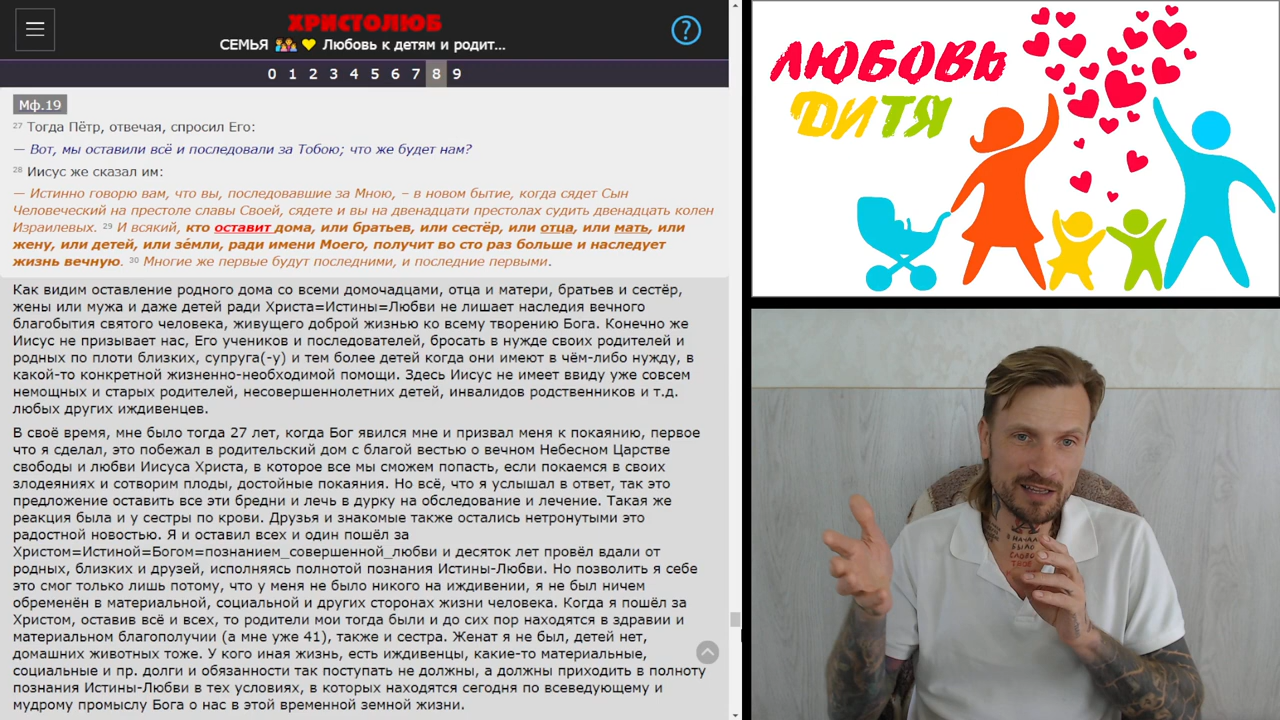 ХРИСТОЛЮБ
СЕМЬЯ 👫 💛 Любовь к детям и родит...
0 1 2 3 4 5 6 7 8 9
Мф.19
27 Тогда Пётр, отвечая, спросил Его:
— Вот, мы оставили всё и последовали за Тобою; что же будет нам?
28 Иисус же сказал им:
— Истинно говорю вам, что вы, последовавшие за Мною, – в новом бытие, когда сядет Сын
Человеческий на престоле славы Своей, сядете и вы на двенадцати престолах судить двенадцать колен
Израилевых. 29 И всякий, кто оставит дома, или братьев, или сестёр, или отца, или мать, или
жену, или детей, или зе́мли, ради имени Моего, получит во сто раз больше и наследует
жизнь вечную. 30 Многие же первые будут последними, и последние первыми.
Как видим оставление родного дома со всеми домочадцами, отца и матери, братьев и сестёр,
жены или мужа и даже детей ради Христа=Истины=Любви не лишает наследия вечного
благобытия святого человека, живущего доброй жизнью ко всему творению Бога. Конечно же
Иисус не призывает нас, Его учеников и последователей, бросать в нужде своих родителей и
родных по плоти близких, супруга(-у) и тем более детей когда они имеют в чём-либо нужду, в
какой-то конкретной жизненно-необходимой помощи. Здесь Иисус не имеет ввиду уже совсем
немощных и старых родителей, несовершеннолетних детей, инвалидов родственников и т.д.
любых других иждивенцев.
В своё время, мне было тогда 27 лет, когда Бог явился мне и призвал меня к покаянию, первое
что я сделал, это побежал в родительский дом с благой вестью о вечном Небесном Царстве
свободы и любви Иисуса Христа, в которое все мы сможем попасть, если покаемся в своих
злодеяниях и сотворим плоды, достойные покаяния. Но всё, что я услышал в ответ, так это
предложение оставить все эти бредни и лечь в дурку на обследование и лечение. Такая же
реакция была и у сестры по крови. Друзья и знакомые также остались нетронутыми это
радостной новостью. Я и оставил всех и один пошёл за
Христом=Истиной=Богом=познанием_совершенной_любви и десяток лет провёл вдали от
родных, близких и друзей, исполняясь полнотой познания Истины-Любви. Но позволить я себе
это смог только лишь потому, что у меня не было никого на иждивении, я не был ничем
обременён в материальной, социальной и других сторонах жизни человека. Когда я пошёл за
Христом, оставив всё и всех, то родители мои тогда были и до сих пор находятся в здравии и
материальном благополучии (а мне уже 41), также и сестра. Женат я не был, детей нет,
домашних животных тоже. У кого иная жизнь, есть иждивенцы, какие-то материальные,
социальные и пр. долги и обязанности так поступать не должны, а должны приходить в полноту
познания Истины-Любви в тех условиях, в которых находятся сегодня по всеведующему и
мудрому промыслу Бога о нас в этой временной земной жизни.
ЛЮБОВЬ
ДИТЯ
В НАЧАЛЕ
БЫЛО
СЛОВО